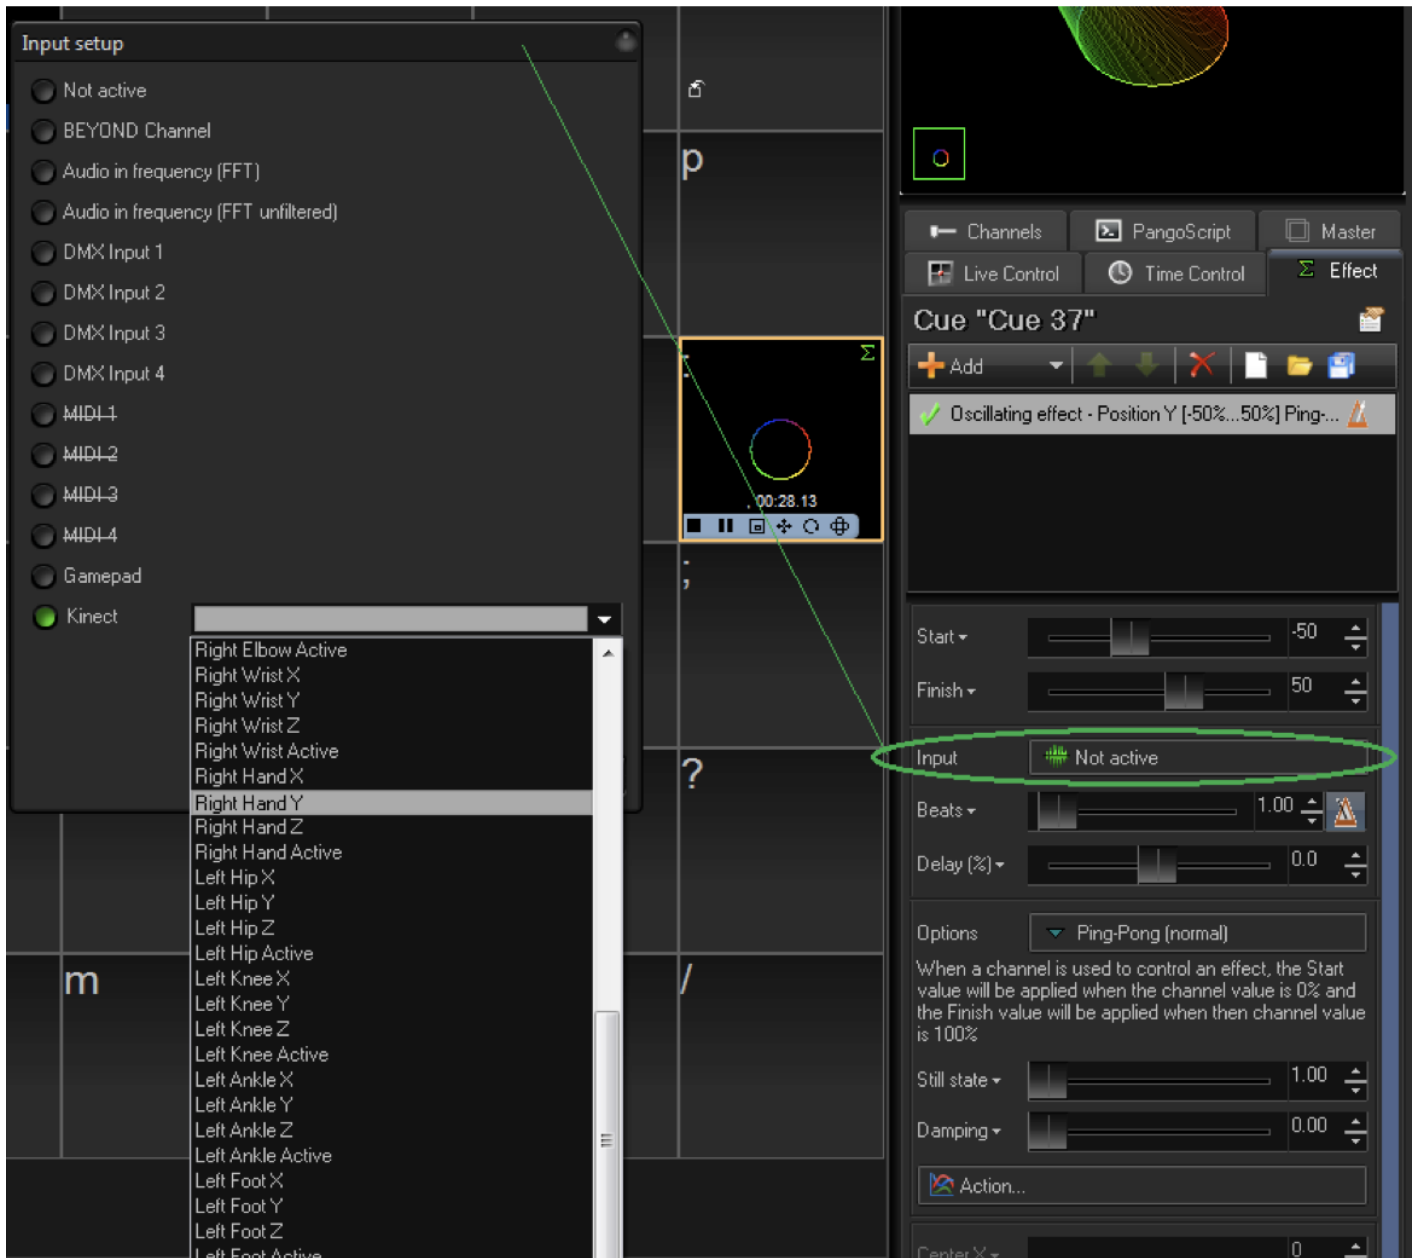 Input setup
Not active
BEYOND Channel
Audio in frequency (FFT)
Audio in frequency (FFT unfiltered)
DMX Input 1
DMX Input 2
DMX Input 3
DMX Input 4
MIDI 1
MIDI 2
MIDI 3
MIDI 4
Gamepad
Kinect
Right Elbow Active
Right Wrist X
Right Wrist Y
Right Wrist Z
Right Wrist Active
Right Hand X
Right Hand Y
Right Hand Z
Right Hand Active
Left Hip X
Left Hip Y
Left Hip Z
Left Hip Active
Left Knee X
Left Knee Y
Left Knee Z
Left Knee Active
Left Ankle X
Left Ankle Y
Left Ankle Z
Left Ankle Active
Left Foot X
Left Foot Y
Left Foot Z
Left Foot Active
m
p
00:28.13
;
?
/
Channels
PangoScript
Master
Live Control
Time Control
Effect
Cue "Cue 37"
Add
Oscillating effect - Position Y [-50%...50%] Ping-...
Start -50
Finish 50
Input Not active
Beats 1.00
Delay (%) 0.0
Options Ping-Pong (normal)
When a channel is used to control an effect, the Start
value will be applied when the channel value is 0% and
the Finish value will be applied when then channel value
is 100%
Still state 1.00
Damping 0.00
Action...
Center X 0